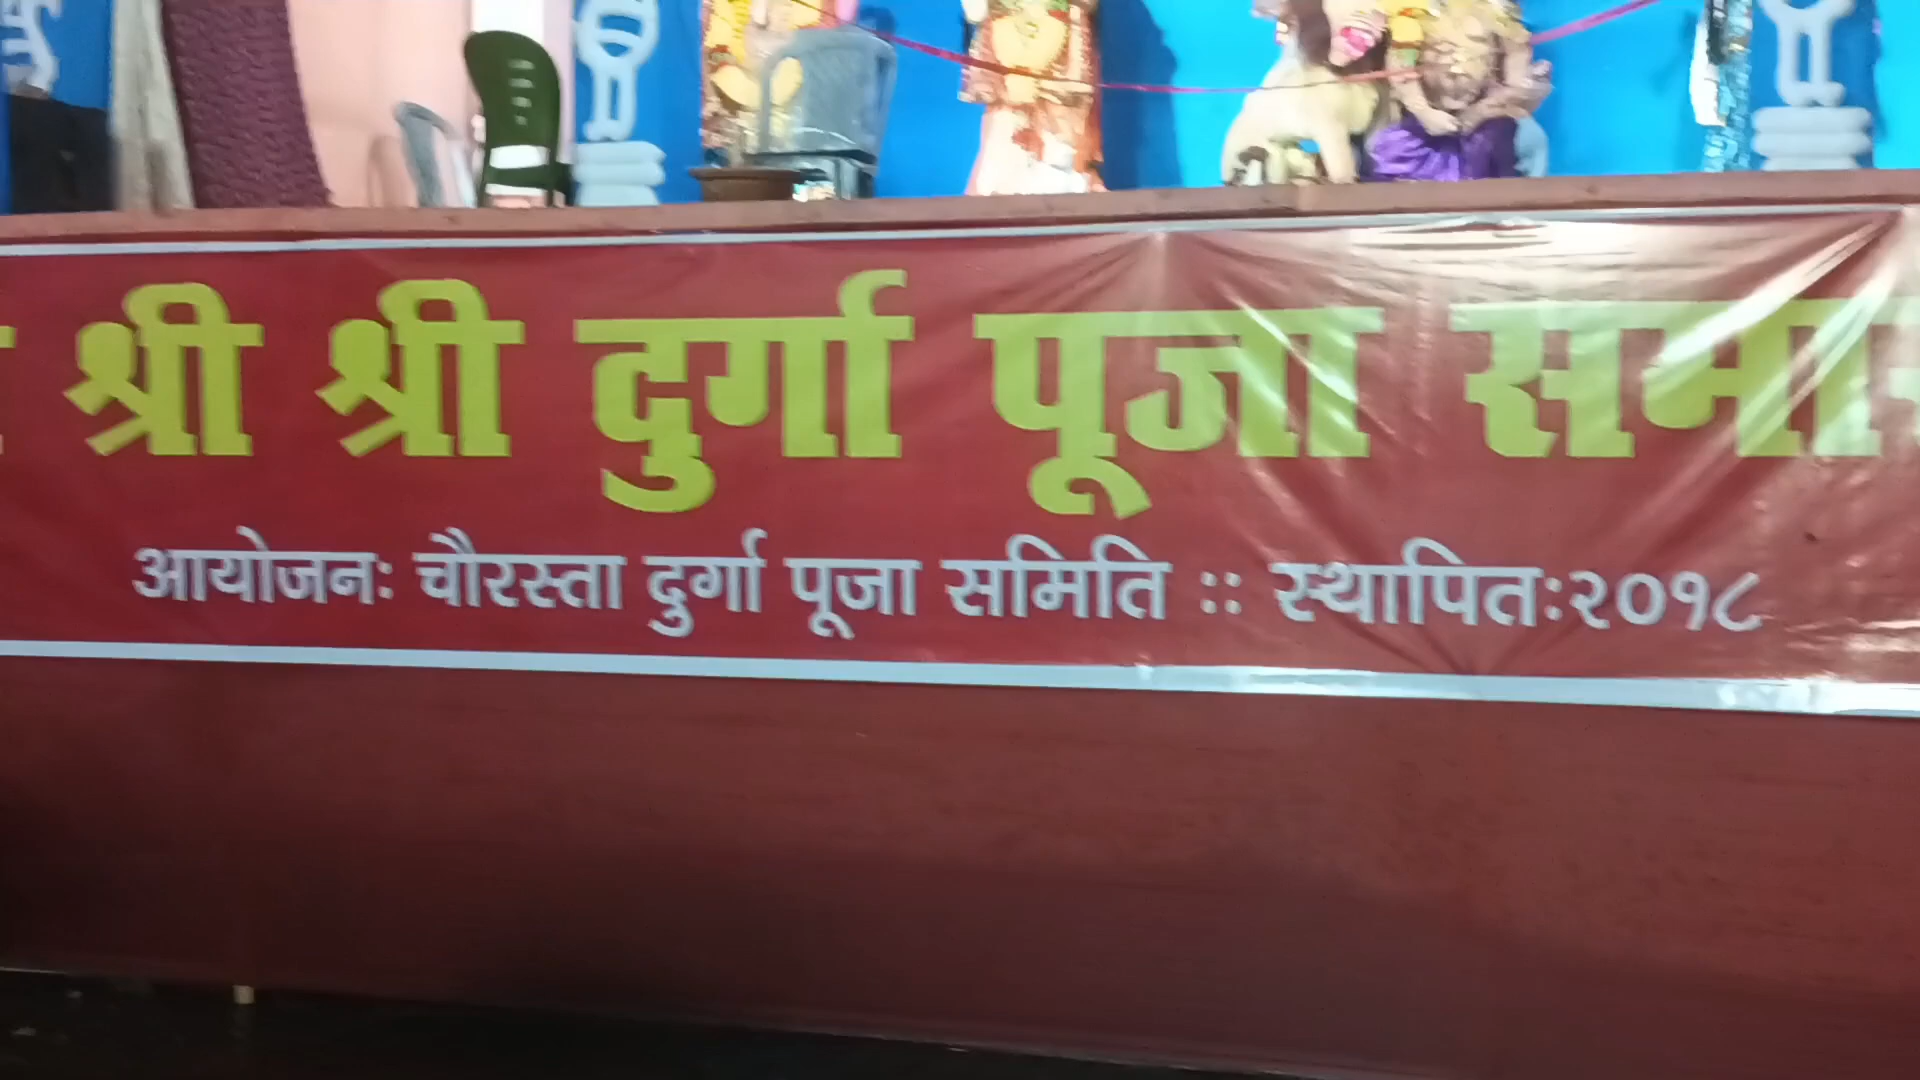 श्री श्री दुर्गा पूजा
आयोजनः चौरस्ता दुर्गा पूजा समिति :: स्थापितः२०१८